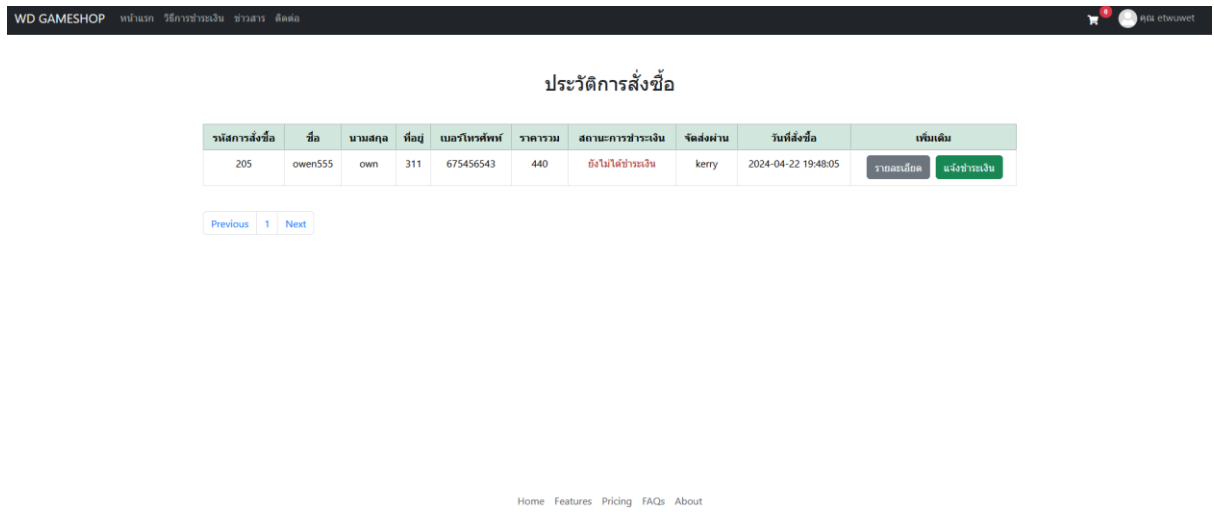 WD GAMESHOP หน้าแรก วิธีการชำระเงิน ข่าวสาร ติดต่อ 0 คุณ etwuwet
ประวัติการสั่งซื้อ
รหัสการสั่งซื้อ ชื่อ นามสกุล ที่อยู่ เบอร์โทรศัพท์ ราคารวม สถานะการชำระเงิน จัดส่งผ่าน วันที่สั่งซื้อ เพิ่มเติม
205 owen555 own 311 675456543 440 ยังไม่ได้ชำระเงิน kerry 2024-04-22 19:48:05 รายละเอียด แจ้งชำระเงิน
Previous 1 Next
Home Features Pricing FAQs About